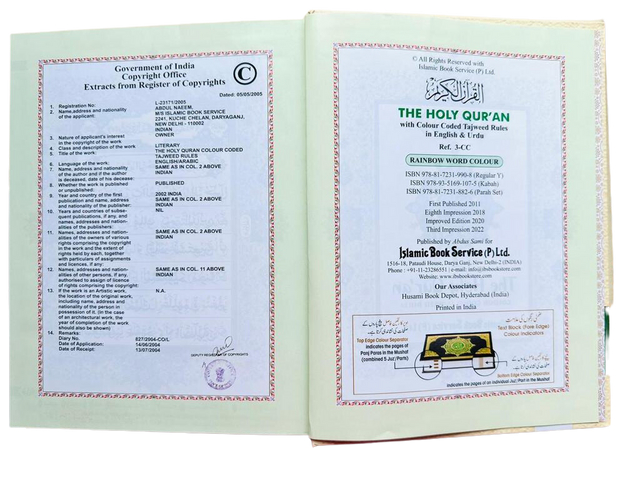 Government of India
Copyright Office
Extracts from Register of Copyrights
©
Dated: 05/05/2005
1. Registration No: L-23171/2005
2. Name, address and nationality ABDUL NAEEM,
of the applicant: M/S ISLAMIC BOOK SERVICE
2241, KUCHE CHELAN, DARYAGANJ,
NEW DELHI - 110002
INDIAN
3. Nature of applicant's interest OWNER
in the copyright of the work
4. Class and description of the work LITERARY
5. Title of the work: THE HOLY QURAN COLOUR CODED
TAJWEED RULES
6. Language of the work: ENGLISH/ARABIC
7. Name, address and nationality SAME AS IN COL. 2 ABOVE
of the author and if the author INDIAN
is deceased, date of his decease:
8. Whether the work is published PUBLISHED
or unpublished:
9. Year and country of the first 2002 INDIA
publication and name, address SAME AS IN COL. 2 ABOVE
and nationality of the publisher: INDIAN
10. Years and countries of subse- NIL
quent publications, if any, and
names, addresses and nation-
alities of the publishers:
11. Names, addresses and nation- SAME AS IN COL. 2 ABOVE
alities of the owners of various INDIAN
rights comprising the copyright
in the work and the extent of
rights held by each, together
with particulars of assignments
and licences, if any:
12. Names, addresses and nation- SAME AS IN COL. 11 ABOVE
alities of other persons, if any, INDIAN
authorised to assign of licence
of rights comprising the copyright:
13. If the work is an Artistic work, N.A.
the location of the original work,
including name, address and
nationality of the person in
possession of it. (In the case
of an architectural work, the
year of completion of the work
should also be shown)
14. Remarks:
Diary No. 627/2004-CO/L
Date of Application: 14/06/2004
Date of Receipt: 13/07/2004
DEPUTY REGISTRAR OF COPYRIGHTS
© All Rights Reserved with
Islamic Book Service (P) Ltd.
القرآن الكريم
THE HOLY QUR'AN
with Colour Coded Tajweed Rules
in English & Urdu
Ref. 3-CC
RAINBOW WORD COLOUR
ISBN 978-81-7231-990-8 (Regular Y)
ISBN 978-93-5169-107-5 (Kabah)
ISBN 978-81-7231-882-6 (Parah Set)
First Published 2011
Eighth Impression 2018
Improved Edition 2020
Third Impression 2022
Published by Abdus Sami for
Islamic Book Service (P) Ltd.
1516-18, Pataudi House, Darya Ganj, New Delhi-2 (INDIA)
Phone : +91-11-23286551 e-mail: info@ibsbookstore.com
Website: www.ibsbookstore.com
Our Associates
Husami Book Depot, Hyderabad (India)
Printed in India
Text Block (Fore Edge)
Colour Indications
Top Edge Colour Separator
indicates the pages of
Para Paras in the Mushaf
(combined 5 Juz'/Parts)
Bottom Edge Colour Separator
indicates the pages of an Individual Juz'/Part in the Mushaf